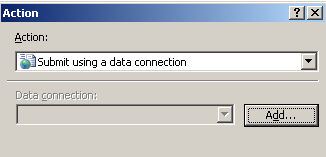 Action
Action:
Submit using a data connection
Data connection:
Add...